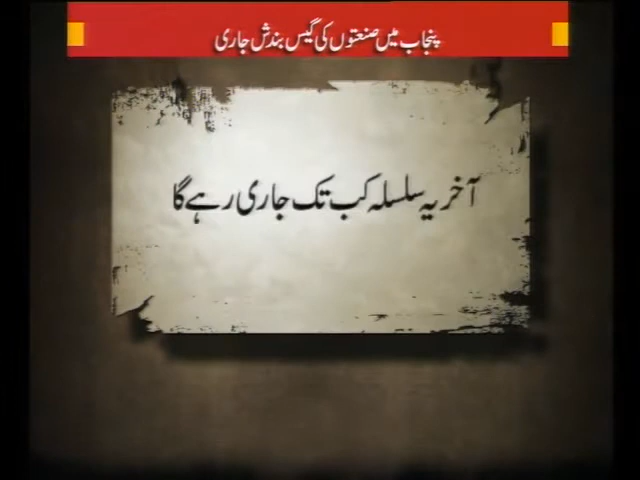 پنجاب میں صنعتوں کی گیس بندش جاری
آخر یہ سلسلہ کب تک جاری رہے گا